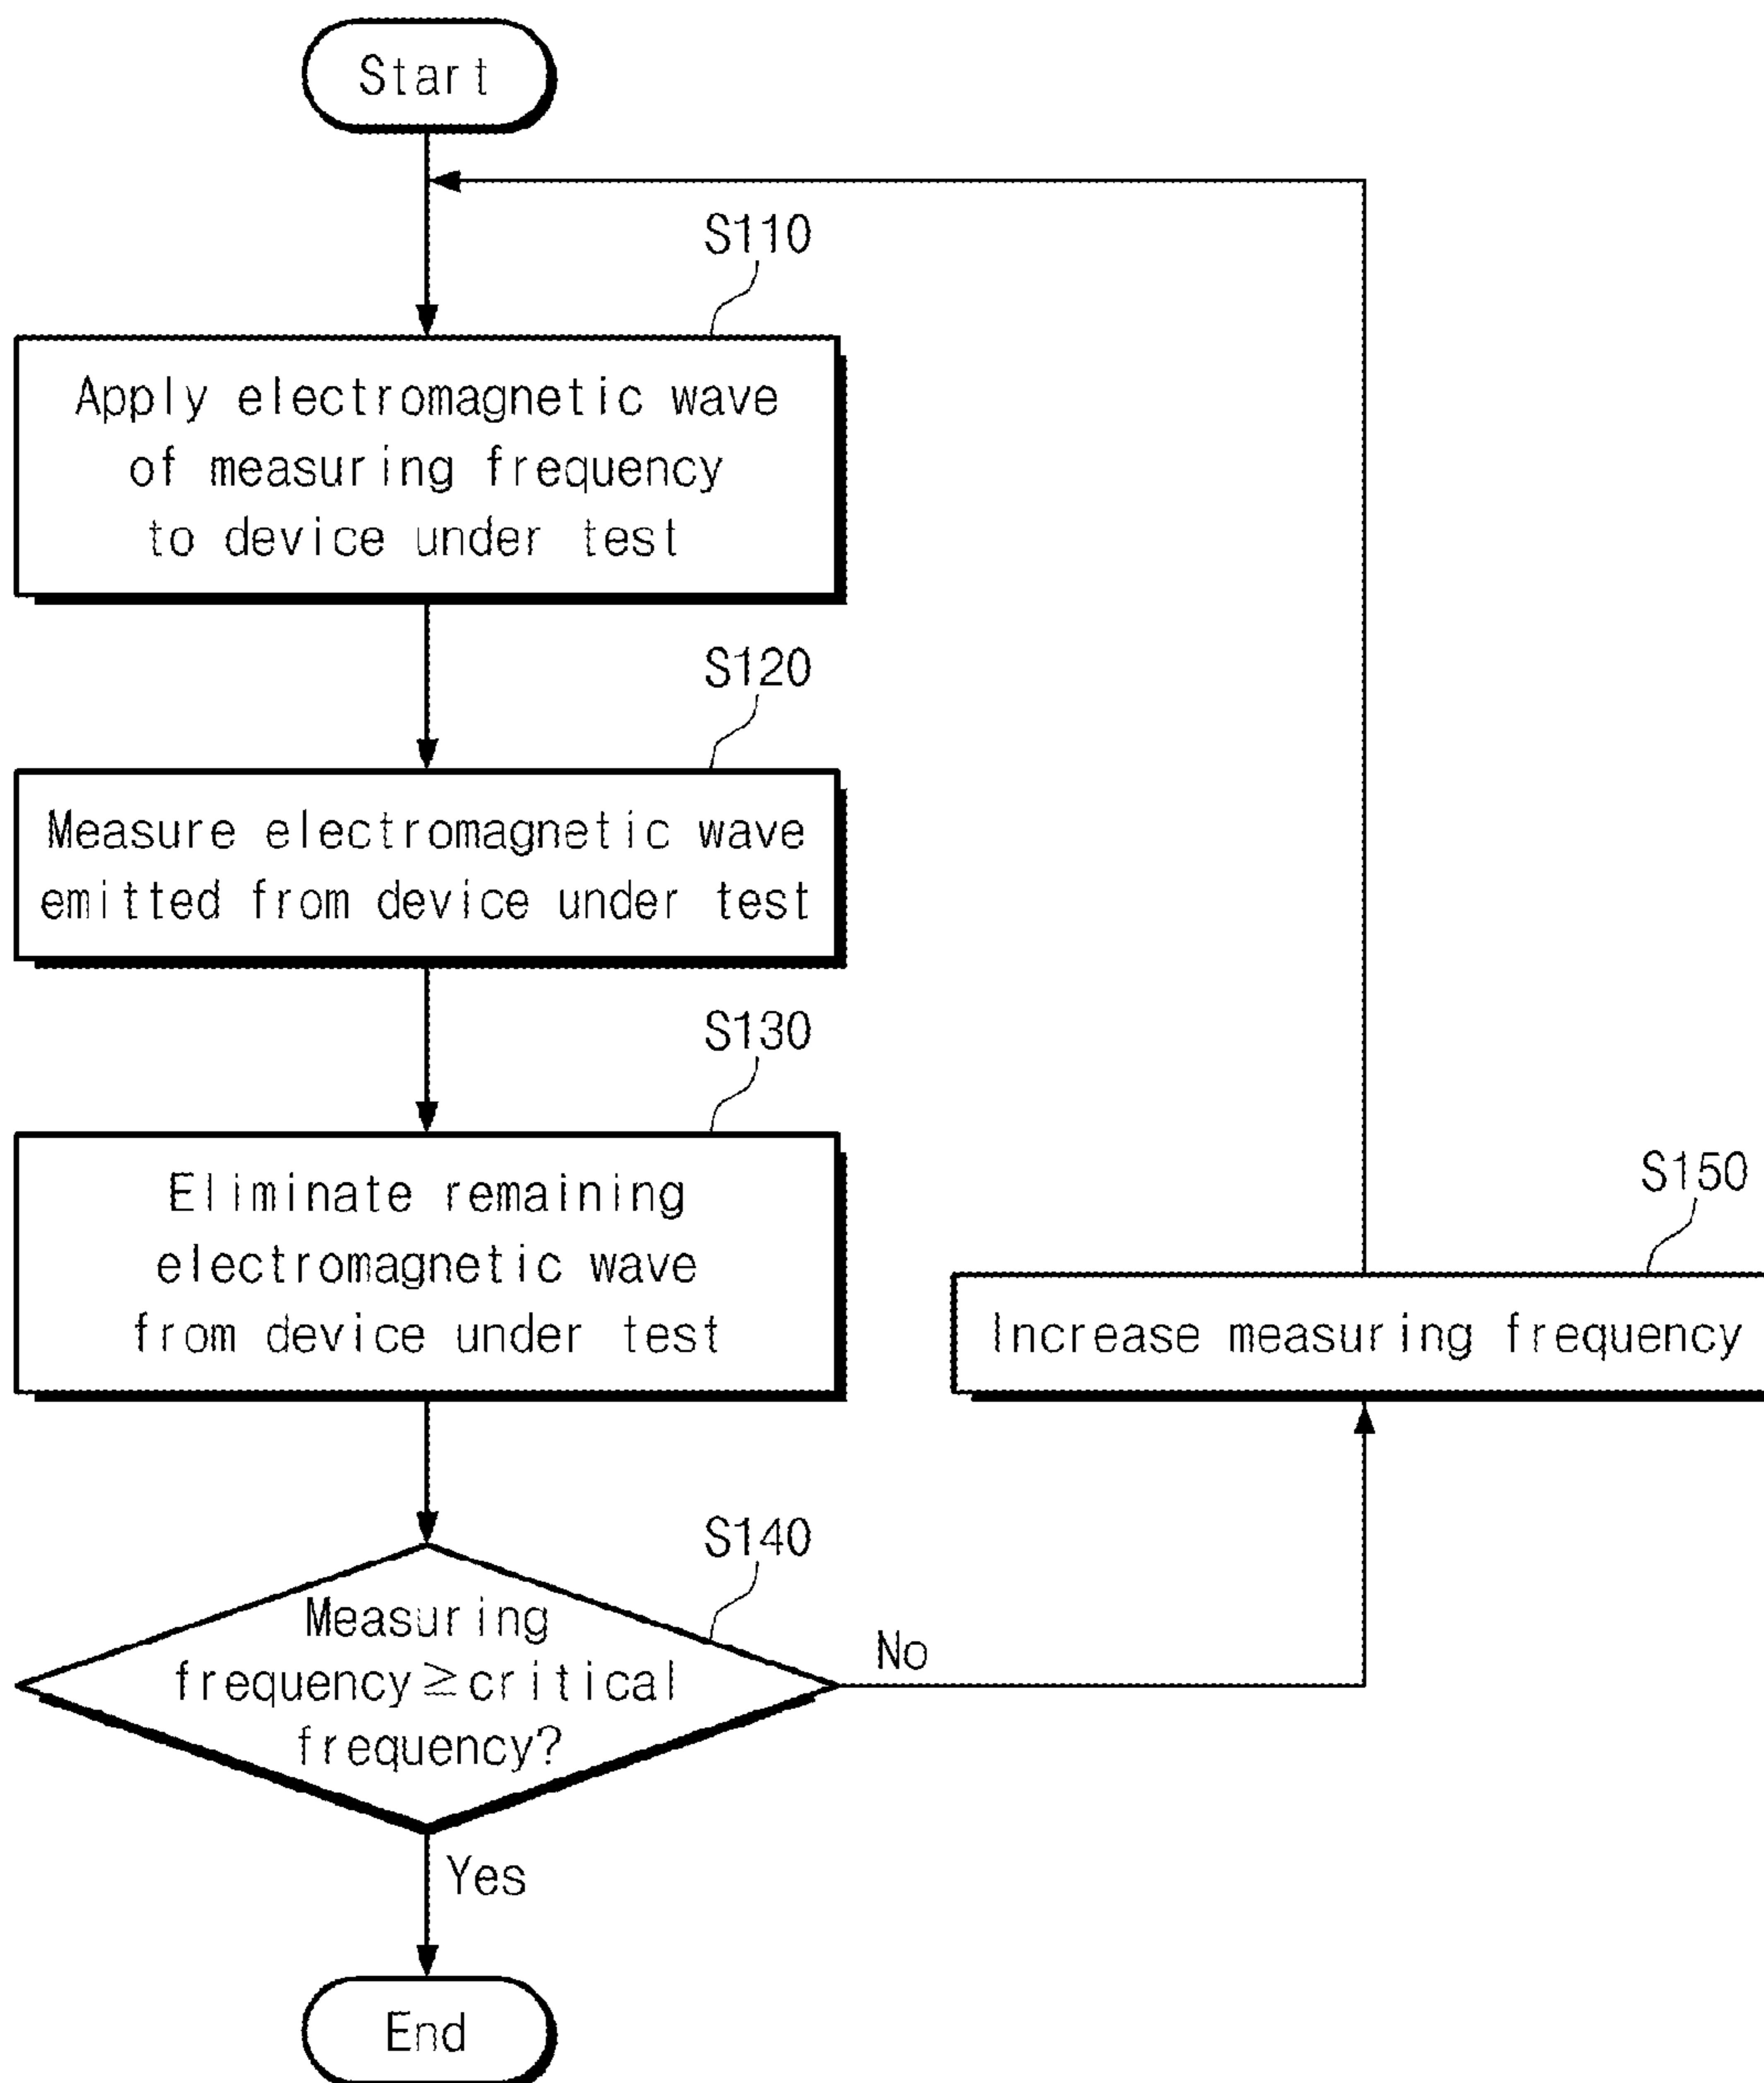 Start
S110
Apply electromagnetic wave
of measuring frequency
to device under test
S120
Measure electromagnetic wave
emitted from device under test
S130
Eliminate remaining
electromagnetic wave
from device under test
S150
Increase measuring frequency
S140
Measuring
frequency≥critical
frequency?
No
Yes
End